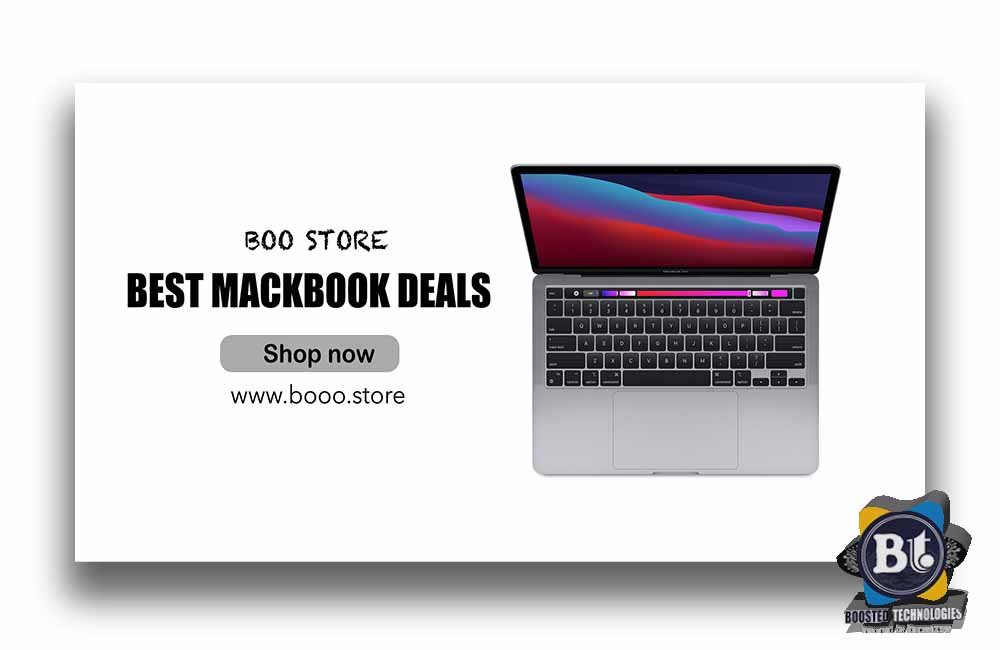 BOO STORE
BEST MACKBOOK DEALS
Shop now
www.booo.store
Bt.
BOOSTED TECHNOLOGIES